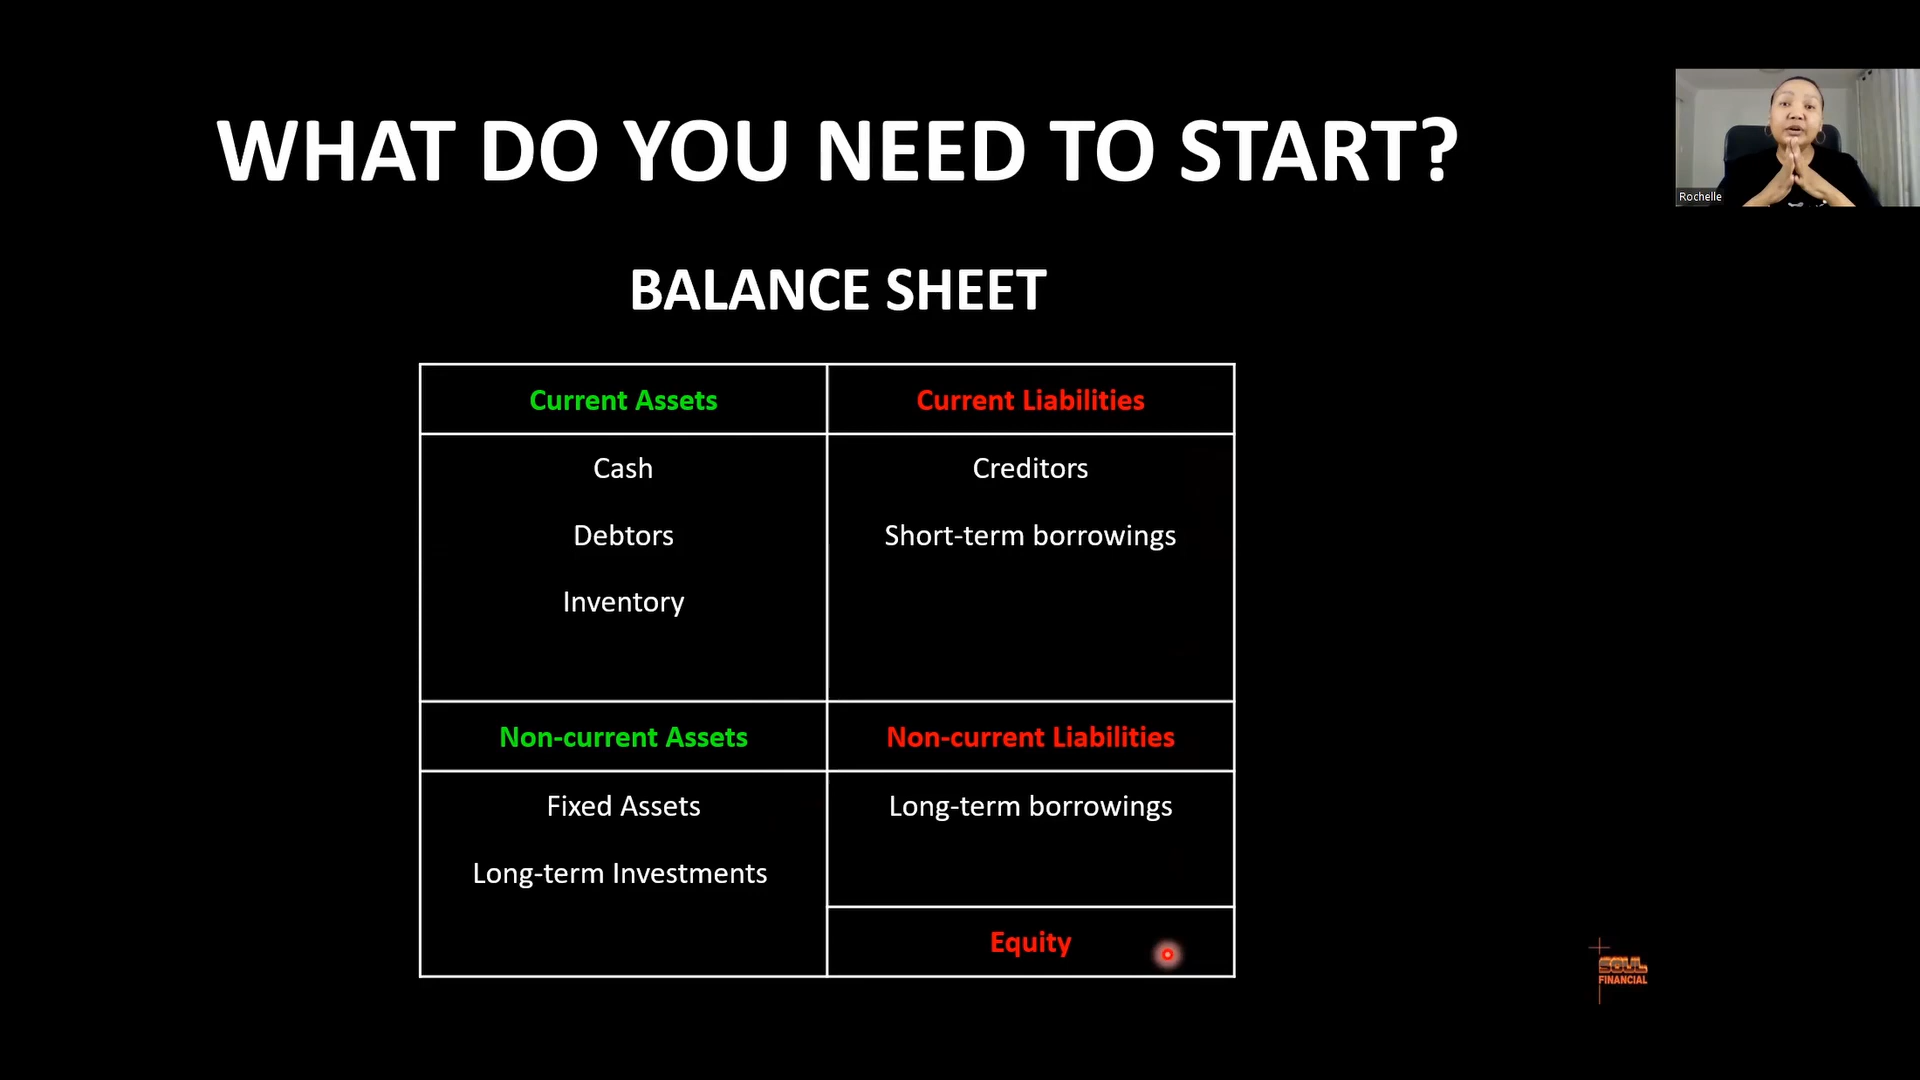 WHAT DO YOU NEED TO START?
Rochelle
BALANCE SHEET
Current Assets
Current Liabilities
Cash
Creditors
Debtors
Short-term borrowings
Inventory
Non-current Assets
Non-current Liabilities
Fixed Assets
Long-term borrowings
Long-term Investments
Equity
SOUL
FINANCIAL